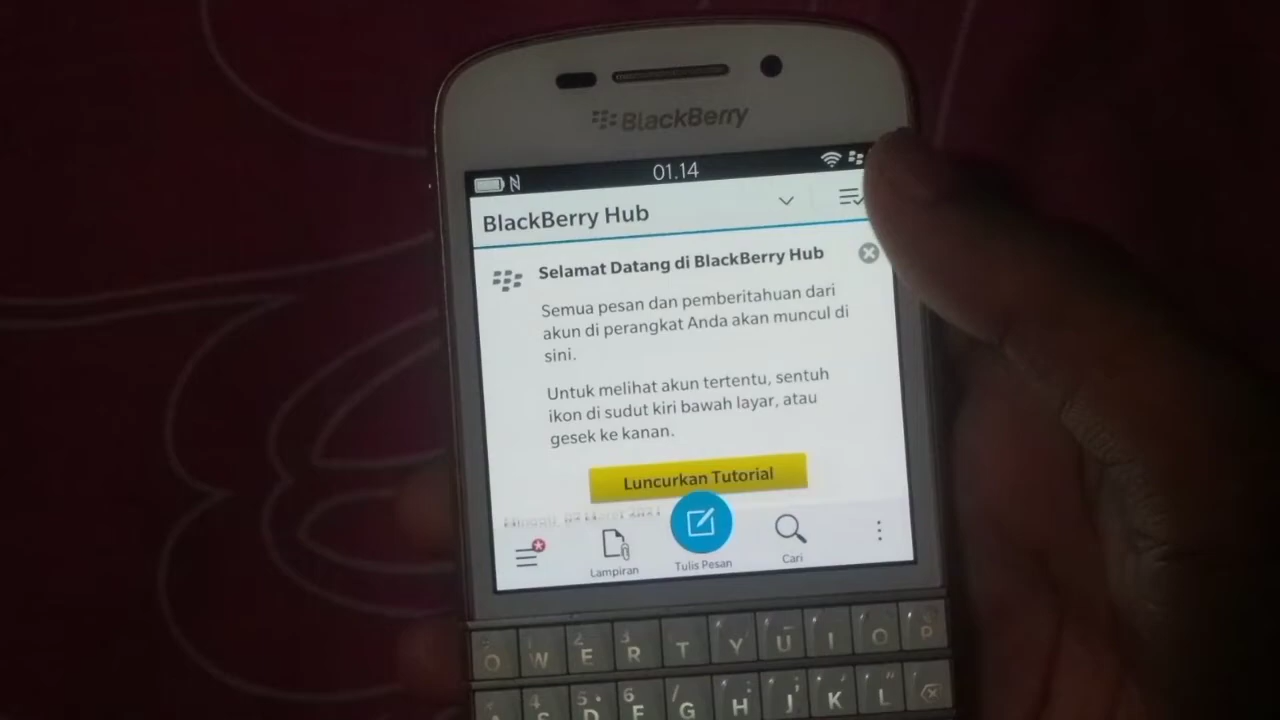 BlackBerry
01.14
BlackBerry Hub
Selamat Datang di BlackBerry Hub
Semua pesan dan pemberitahuan dari
akun di perangkat Anda akan muncul di
sini.
Untuk melihat akun tertentu, sentuh
ikon di sudut kiri bawah layar, atau
gesek ke kanan.
Luncurkan Tutorial
Lampiran
Tulis Pesan
Cari
W E R T Y U I O P
D F G H J K L